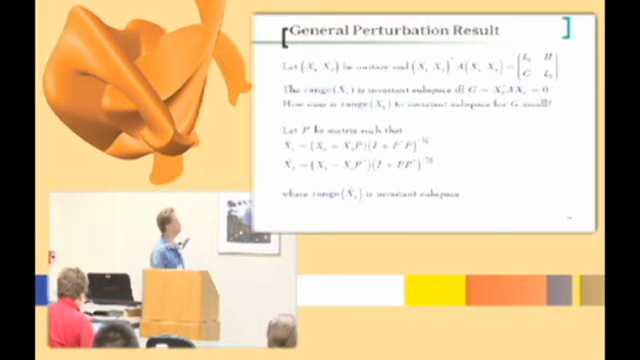 General Perturbation Result
Let (X₁ X₂) be unitary and (X₁ X₂)* A(X₁ X₂) = [L₁ H
G L₂]
The range(X₁) is invariant subspace iff G = X₂*AX₁ = 0.
How near is range(X₁) to invariant subspace for G small?
Let P be matrix such that
X̂₁ = (X₁ + X₂P)(I + P*P)^-½
X̂₂ = (X₂ − X₁P*)(I + PP*)^-½
where range(X̂₁) is invariant subspace